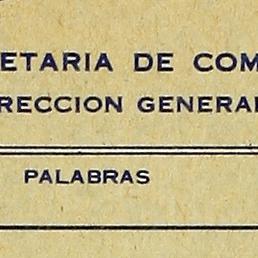 ETARIA DE COM
RECCION GENERAL
PALABRAS